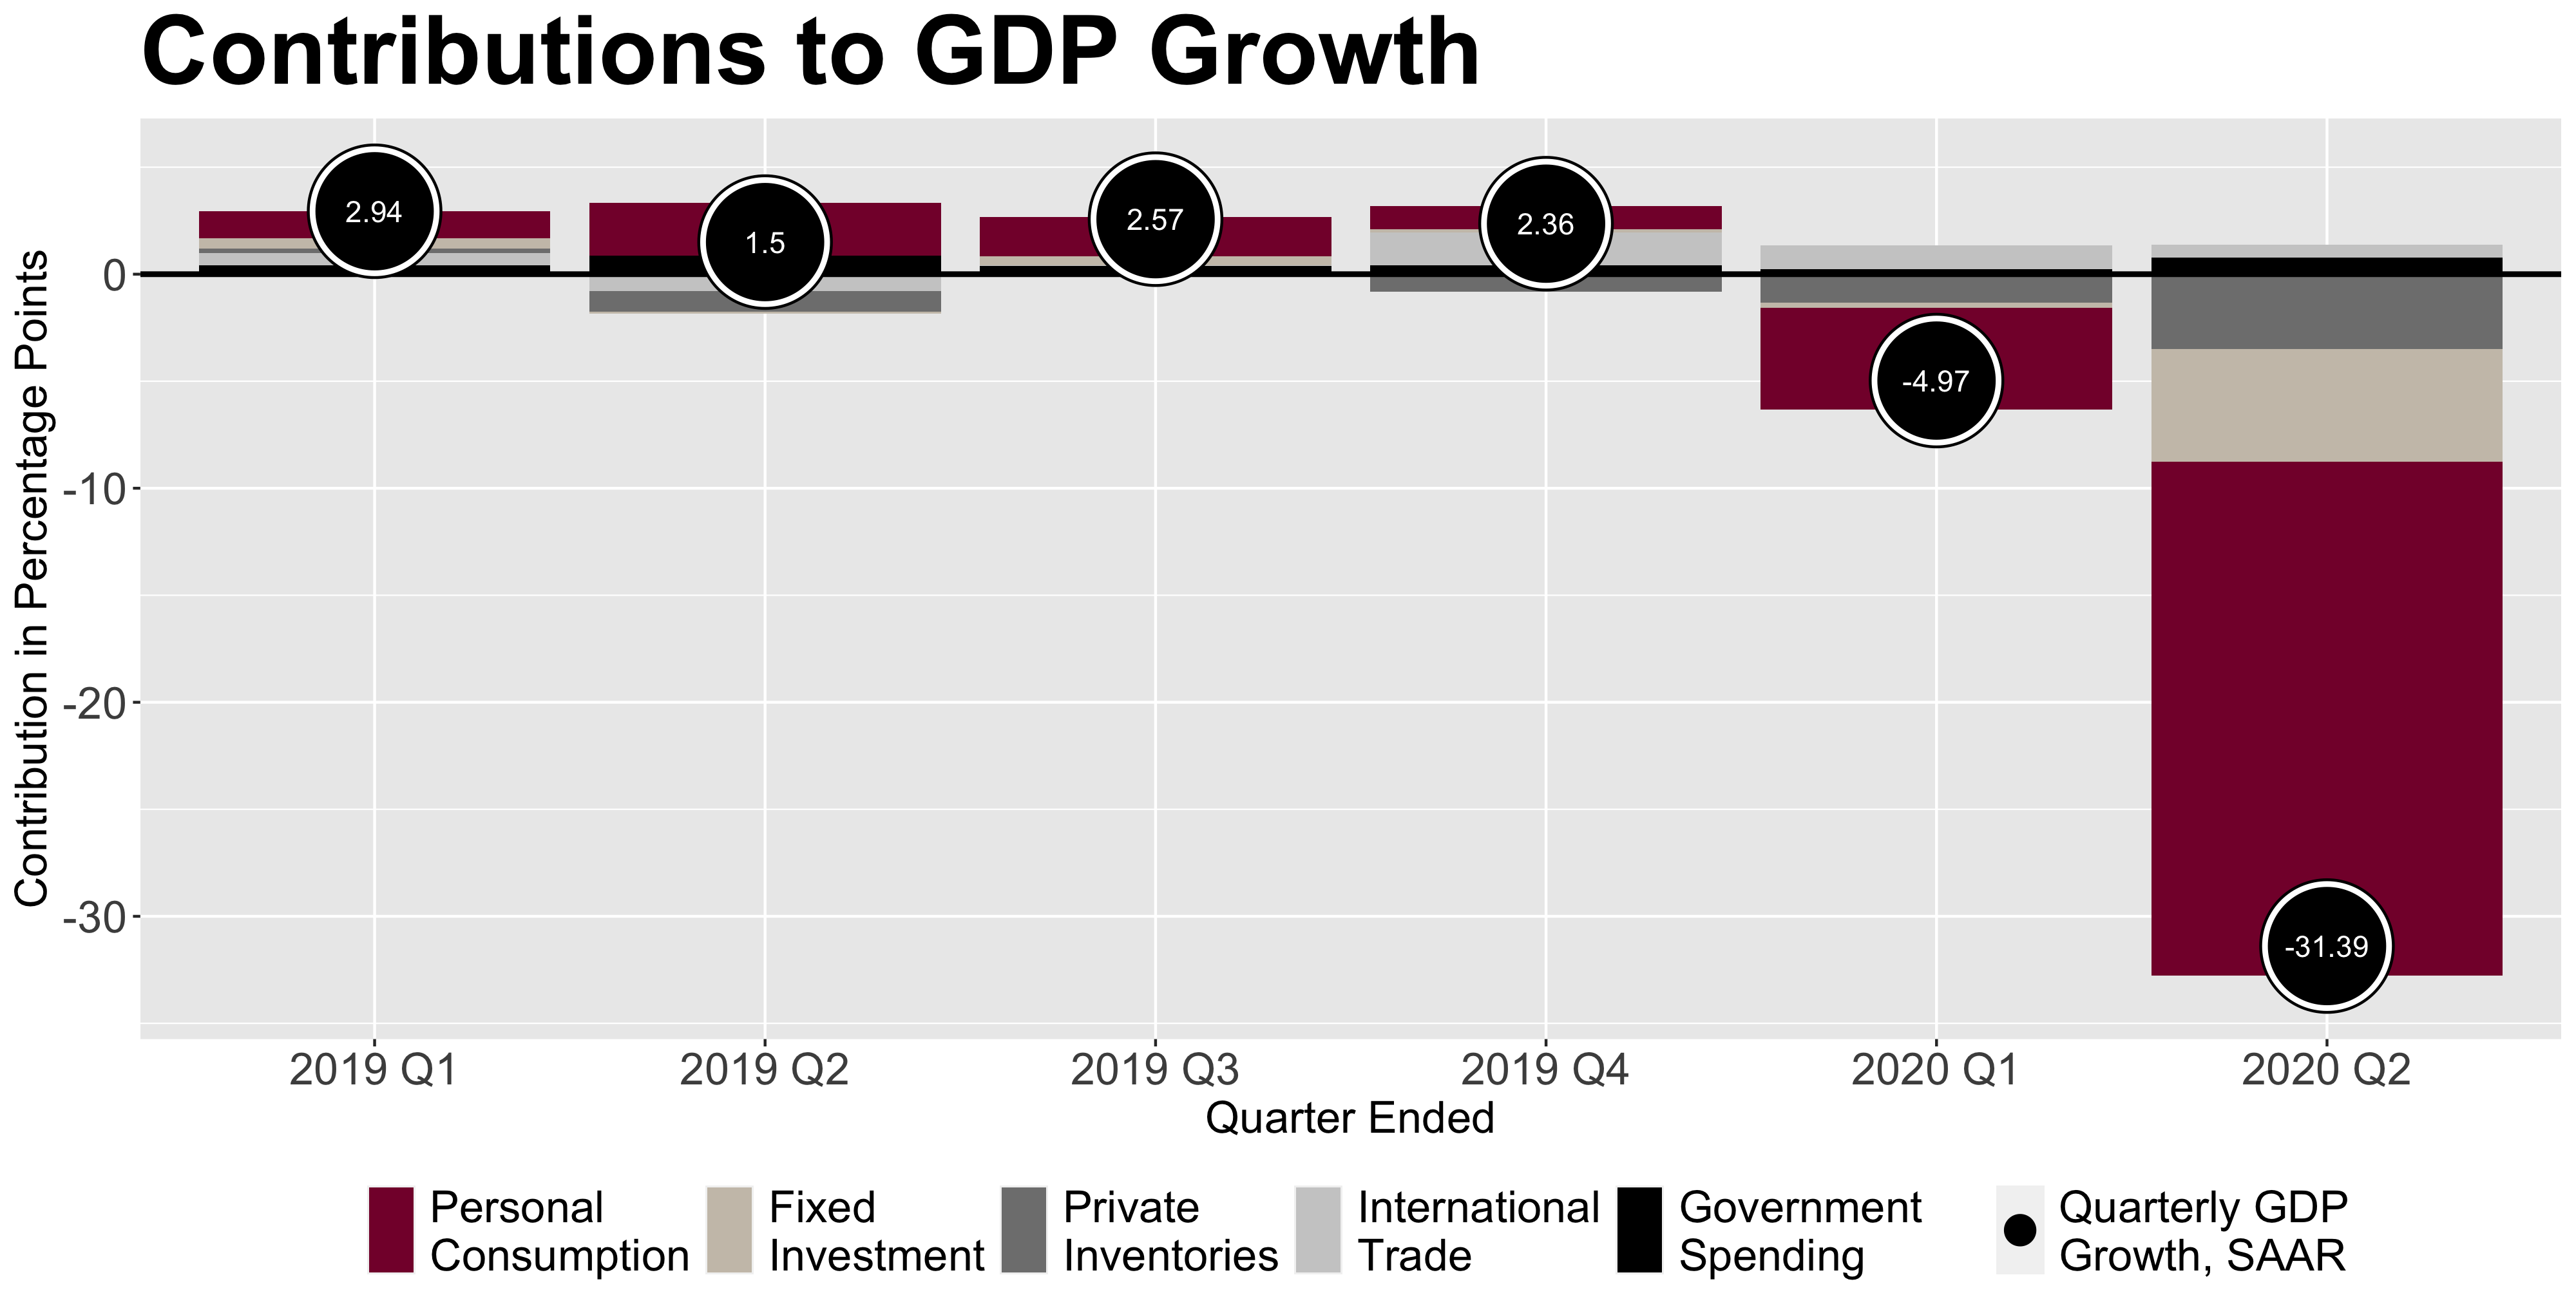 Contributions to GDP Growth
Contribution in Percentage Points
0
-10
-20
-30
2.94
1.5
2.57
2.36
-4.97
-31.39
2019 Q1
2019 Q2
2019 Q3
2019 Q4
2020 Q1
2020 Q2
Quarter Ended
Personal
Consumption
Fixed
Investment
Private
Inventories
International
Trade
Government
Spending
Quarterly GDP
Growth, SAAR